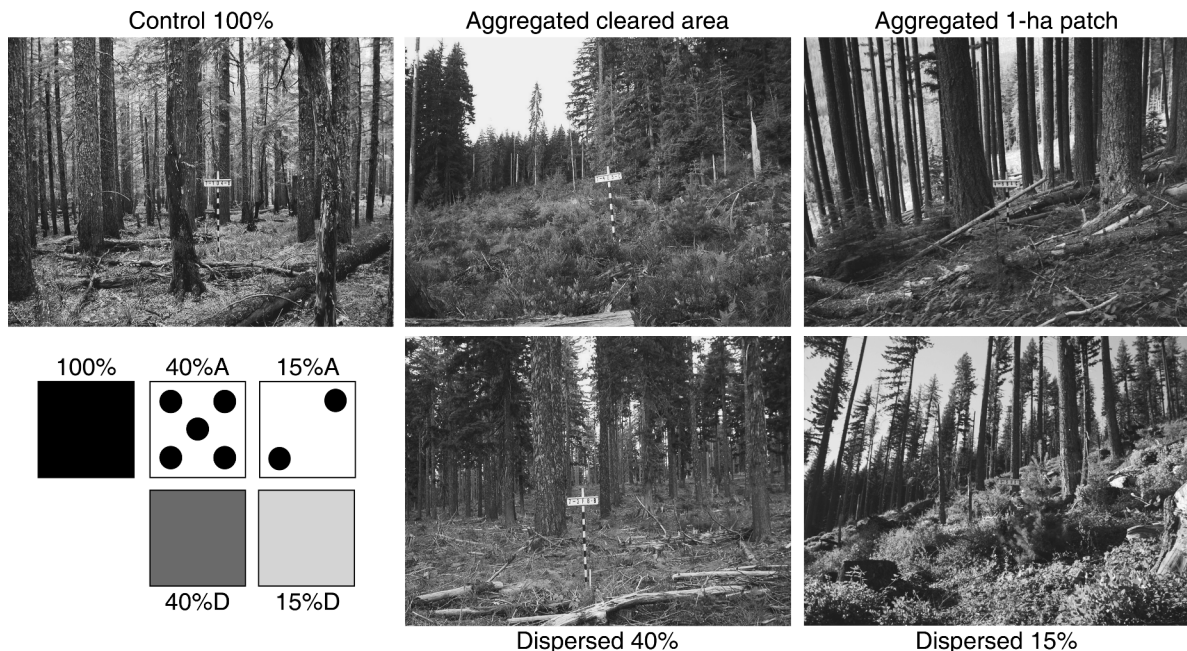 Control 100%
Aggregated cleared area
Aggregated 1-ha patch
100%
40%A
15%A
40%D
15%D
Dispersed 40%
Dispersed 15%